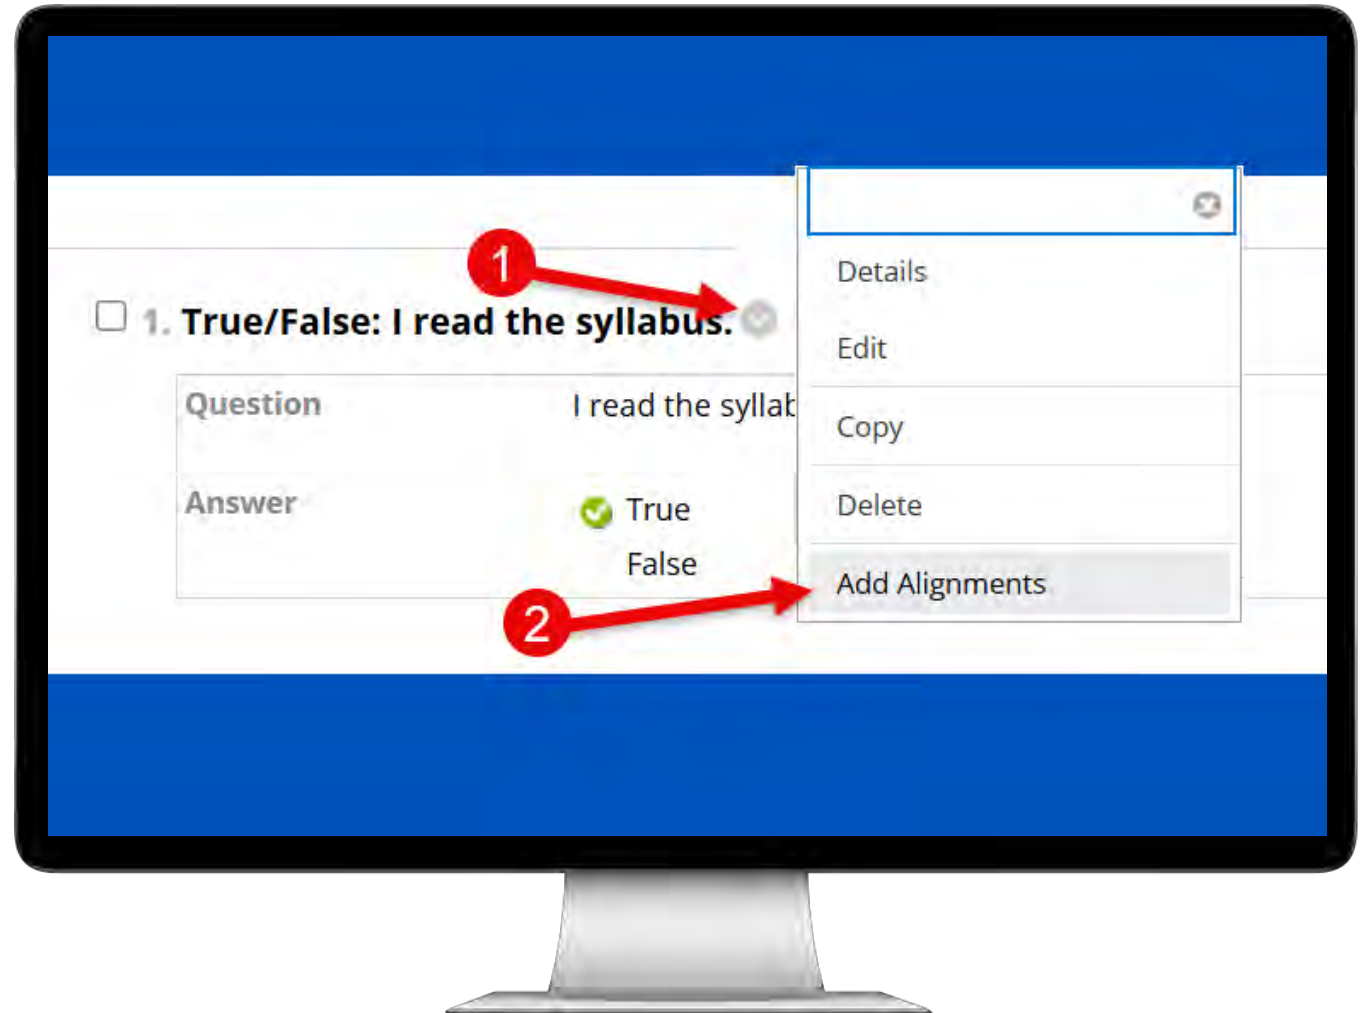 1
1. True/False: I read the syllabus.
Question
I read the syllab
Answer
True
False
2
Details
Edit
Copy
Delete
Add Alignments